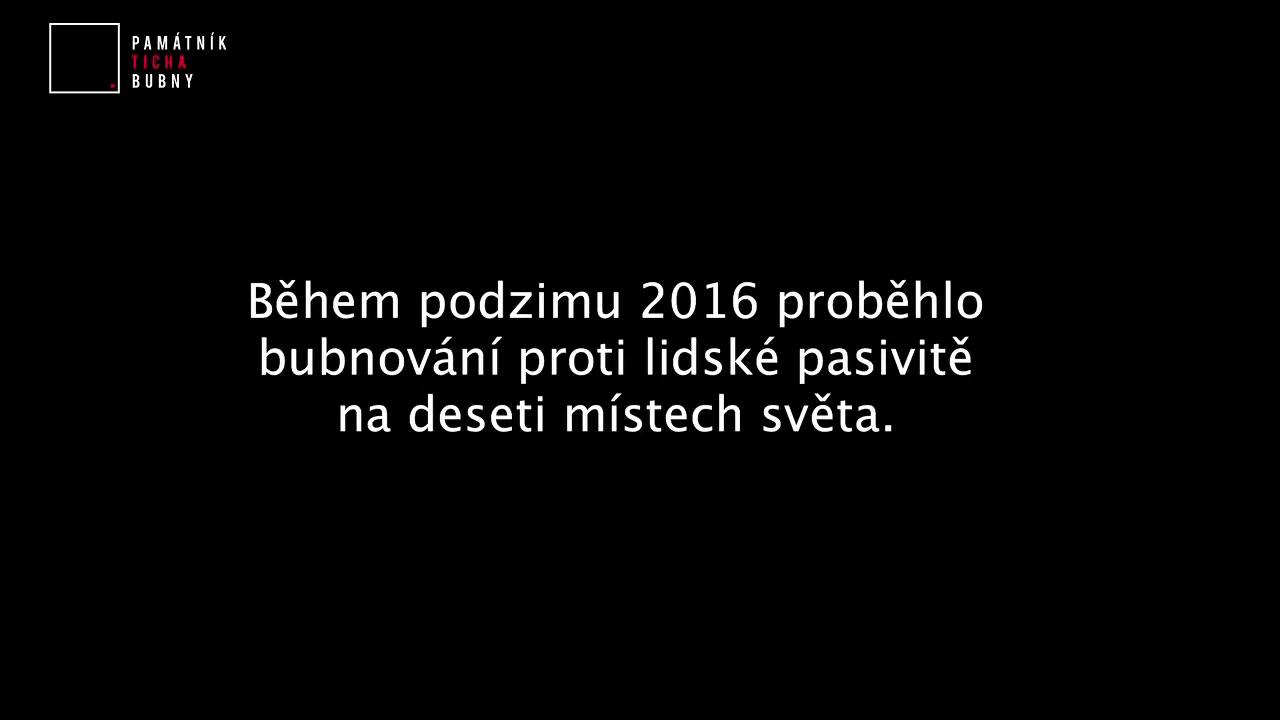 PAMÁTNÍK
TICHA
BUBNY
Během podzimu 2016 proběhlo
bubnování proti lidské pasivitě
na deseti místech světa.